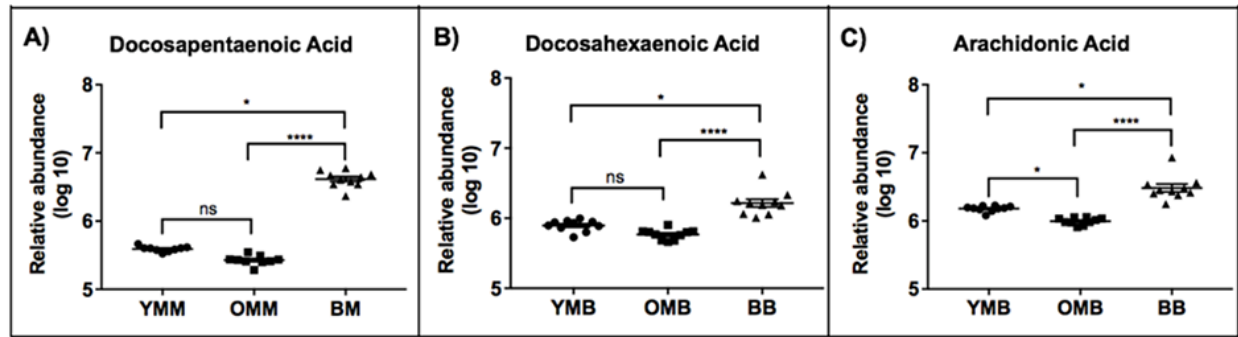 A) Docosapentaenoic Acid
Relative abundance
(log 10)
8
7
6
5
*
****
ns
YMM OMM BM
B) Docosahexaenoic Acid
Relative abundance
(log 10)
8
7
6
5
*
****
ns
YMB OMB BB
C) Arachidonic Acid
Relative abundance
(log 10)
8
7
6
5
*
****
*
YMB OMB BB